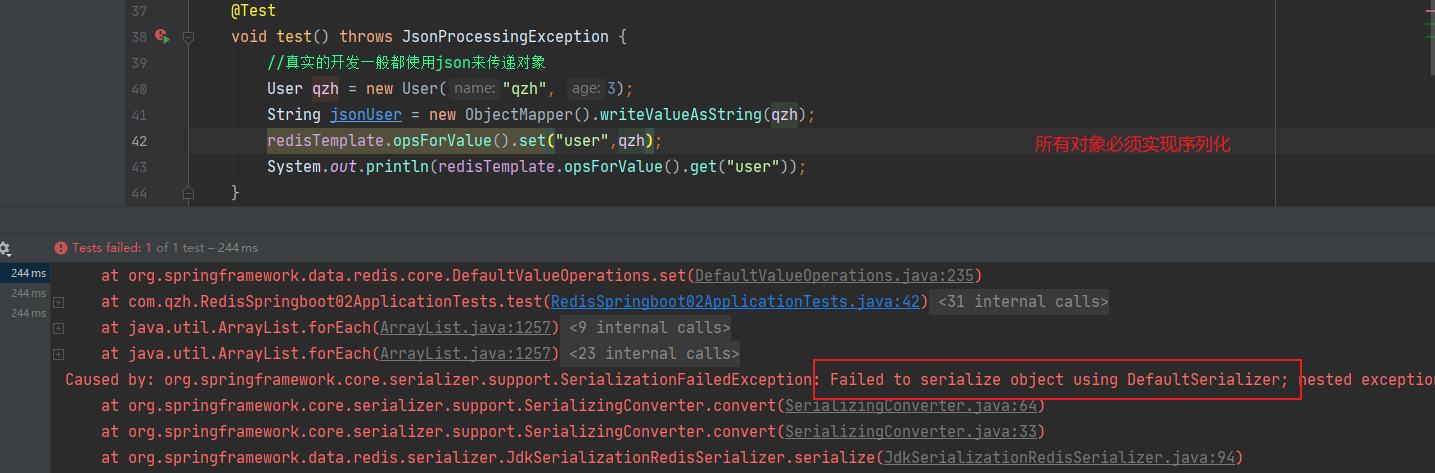 37 @Test
38 void test() throws JsonProcessingException {
39 //真实的开发一般都使用json来传递对象
40 User qzh = new User( name: "qzh", age: 3);
41 String jsonUser = new ObjectMapper().writeValueAsString(qzh);
42 redisTemplate.opsForValue().set("user",qzh); 所有对象必须实现序列化
43 System.out.println(redisTemplate.opsForValue().get("user"));
44 }
Tests failed: 1 of 1 test – 244 ms
244 ms at org.springframework.data.redis.core.DefaultValueOperations.set(DefaultValueOperations.java:235)
244 ms at com.qzh.RedisSpringboot02ApplicationTests.test(RedisSpringboot02ApplicationTests.java:42) <31 internal calls>
244 ms at java.util.ArrayList.forEach(ArrayList.java:1257) <9 internal calls>
at java.util.ArrayList.forEach(ArrayList.java:1257) <23 internal calls>
Caused by: org.springframework.core.serializer.support.SerializationFailedException: Failed to serialize object using DefaultSerializer; nested exception
at org.springframework.core.serializer.support.SerializingConverter.convert(SerializingConverter.java:64)
at org.springframework.core.serializer.support.SerializingConverter.convert(SerializingConverter.java:33)
at org.springframework.data.redis.serializer.JdkSerializationRedisSerializer.serialize(JdkSerializationRedisSerializer.java:94)